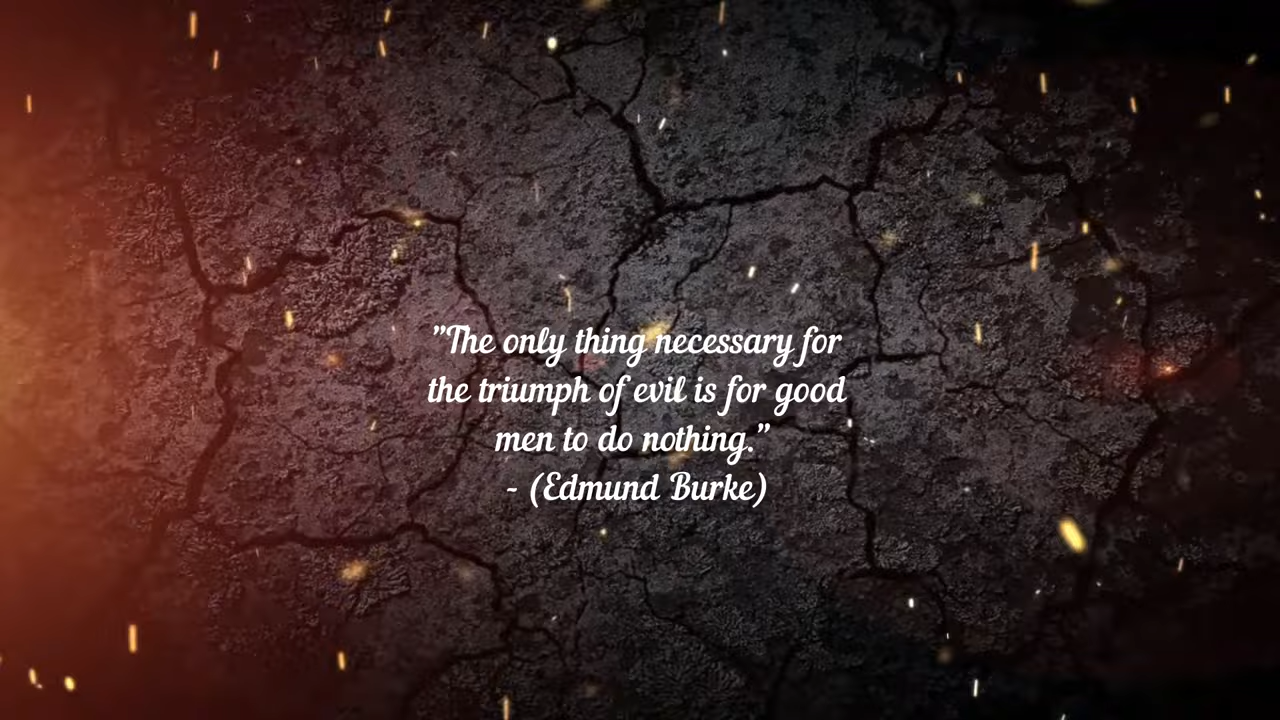 "The only thing necessary for
the triumph of evil is for good
men to do nothing."
- (Edmund Burke)